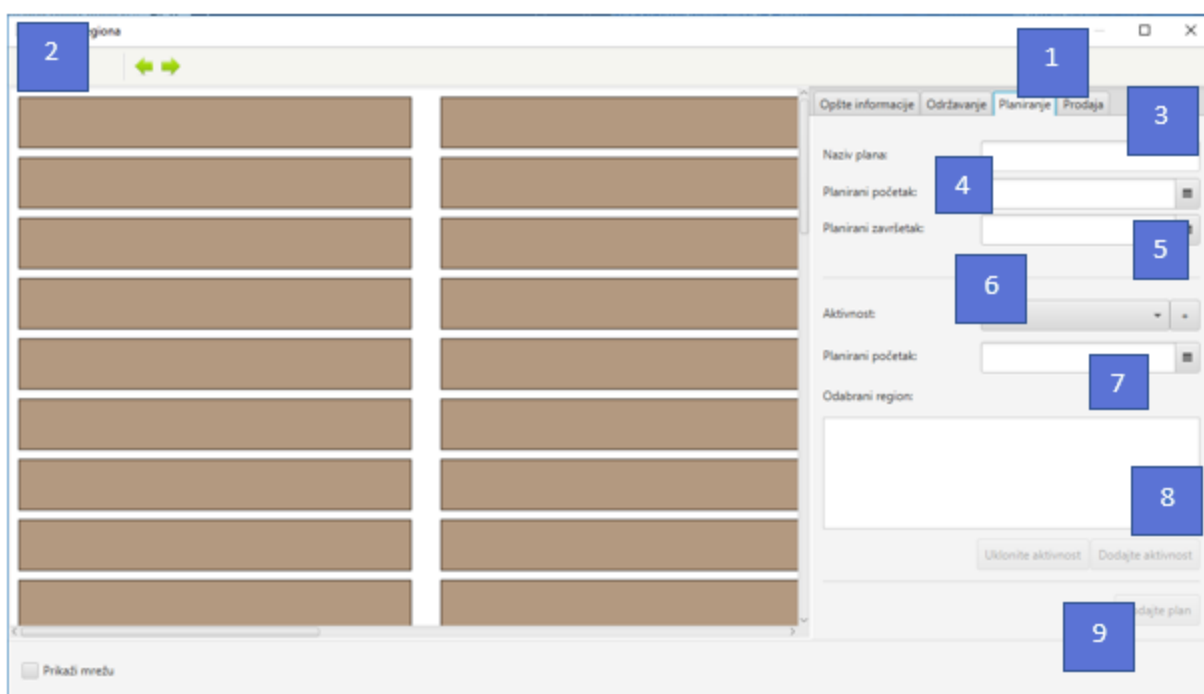 2
1
Opšte informacije Održavanje Planiranje Prodaja
3
Naziv plana:
4
Planirani početak:
Planirani završetak:
5
6
Aktivnost:
Planirani početak:
7
Odabrani region:
8
Uklonite aktivnost Dodajte aktivnost
plan
9
Prikaži mrežu